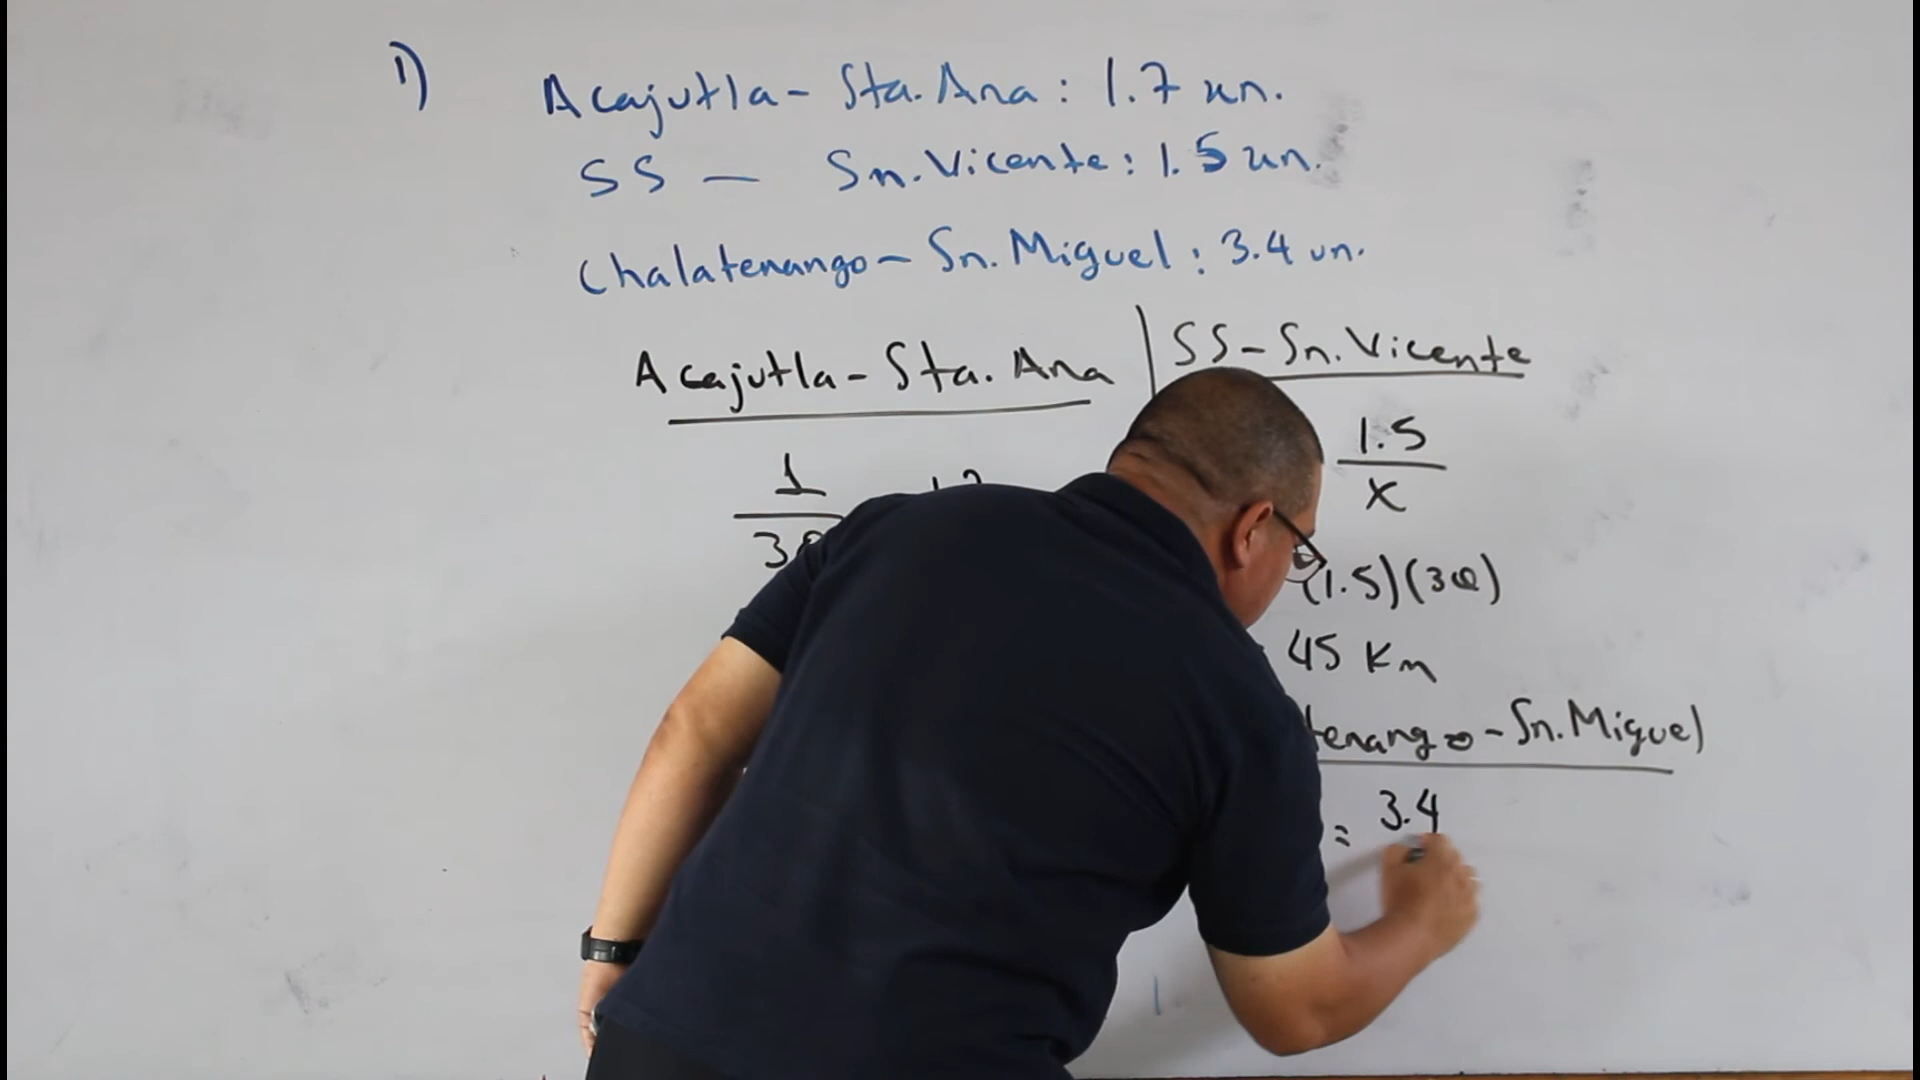 1)
Acajutla - Sta. Ana : 1.7 un.
SS - Sn. Vicente : 1.5 un.
Chalatenango - Sn. Miguel : 3.4 un.
Acajutla - Sta. Ana
1
SS - Sn. Vicente
1.5
x
(1.5)(30)
45 Km
- Sn. Miguel
= 3.4